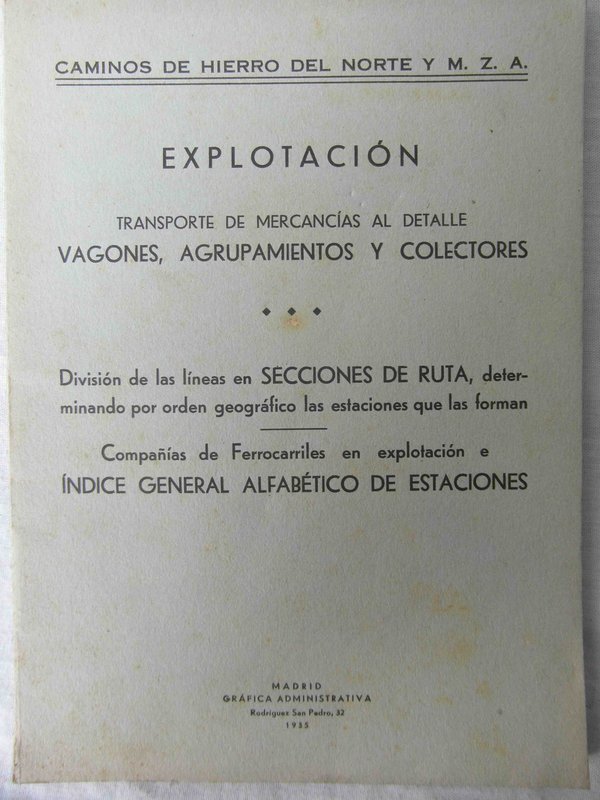 CAMINOS DE HIERRO DEL NORTE Y M. Z. A.
EXPLOTACIÓN
TRANSPORTE DE MERCANCÍAS AL DETALLE
VAGONES, AGRUPAMIENTOS Y COLECTORES
División de las líneas en SECCIONES DE RUTA, deter-
minando por orden geográfico las estaciones que las forman
Compañías de Ferrocarriles en explotación e
ÍNDICE GENERAL ALFABÉTICO DE ESTACIONES
MADRID
GRÁFICA ADMINISTRATIVA
Rodríguez San Pedro, 32
1935